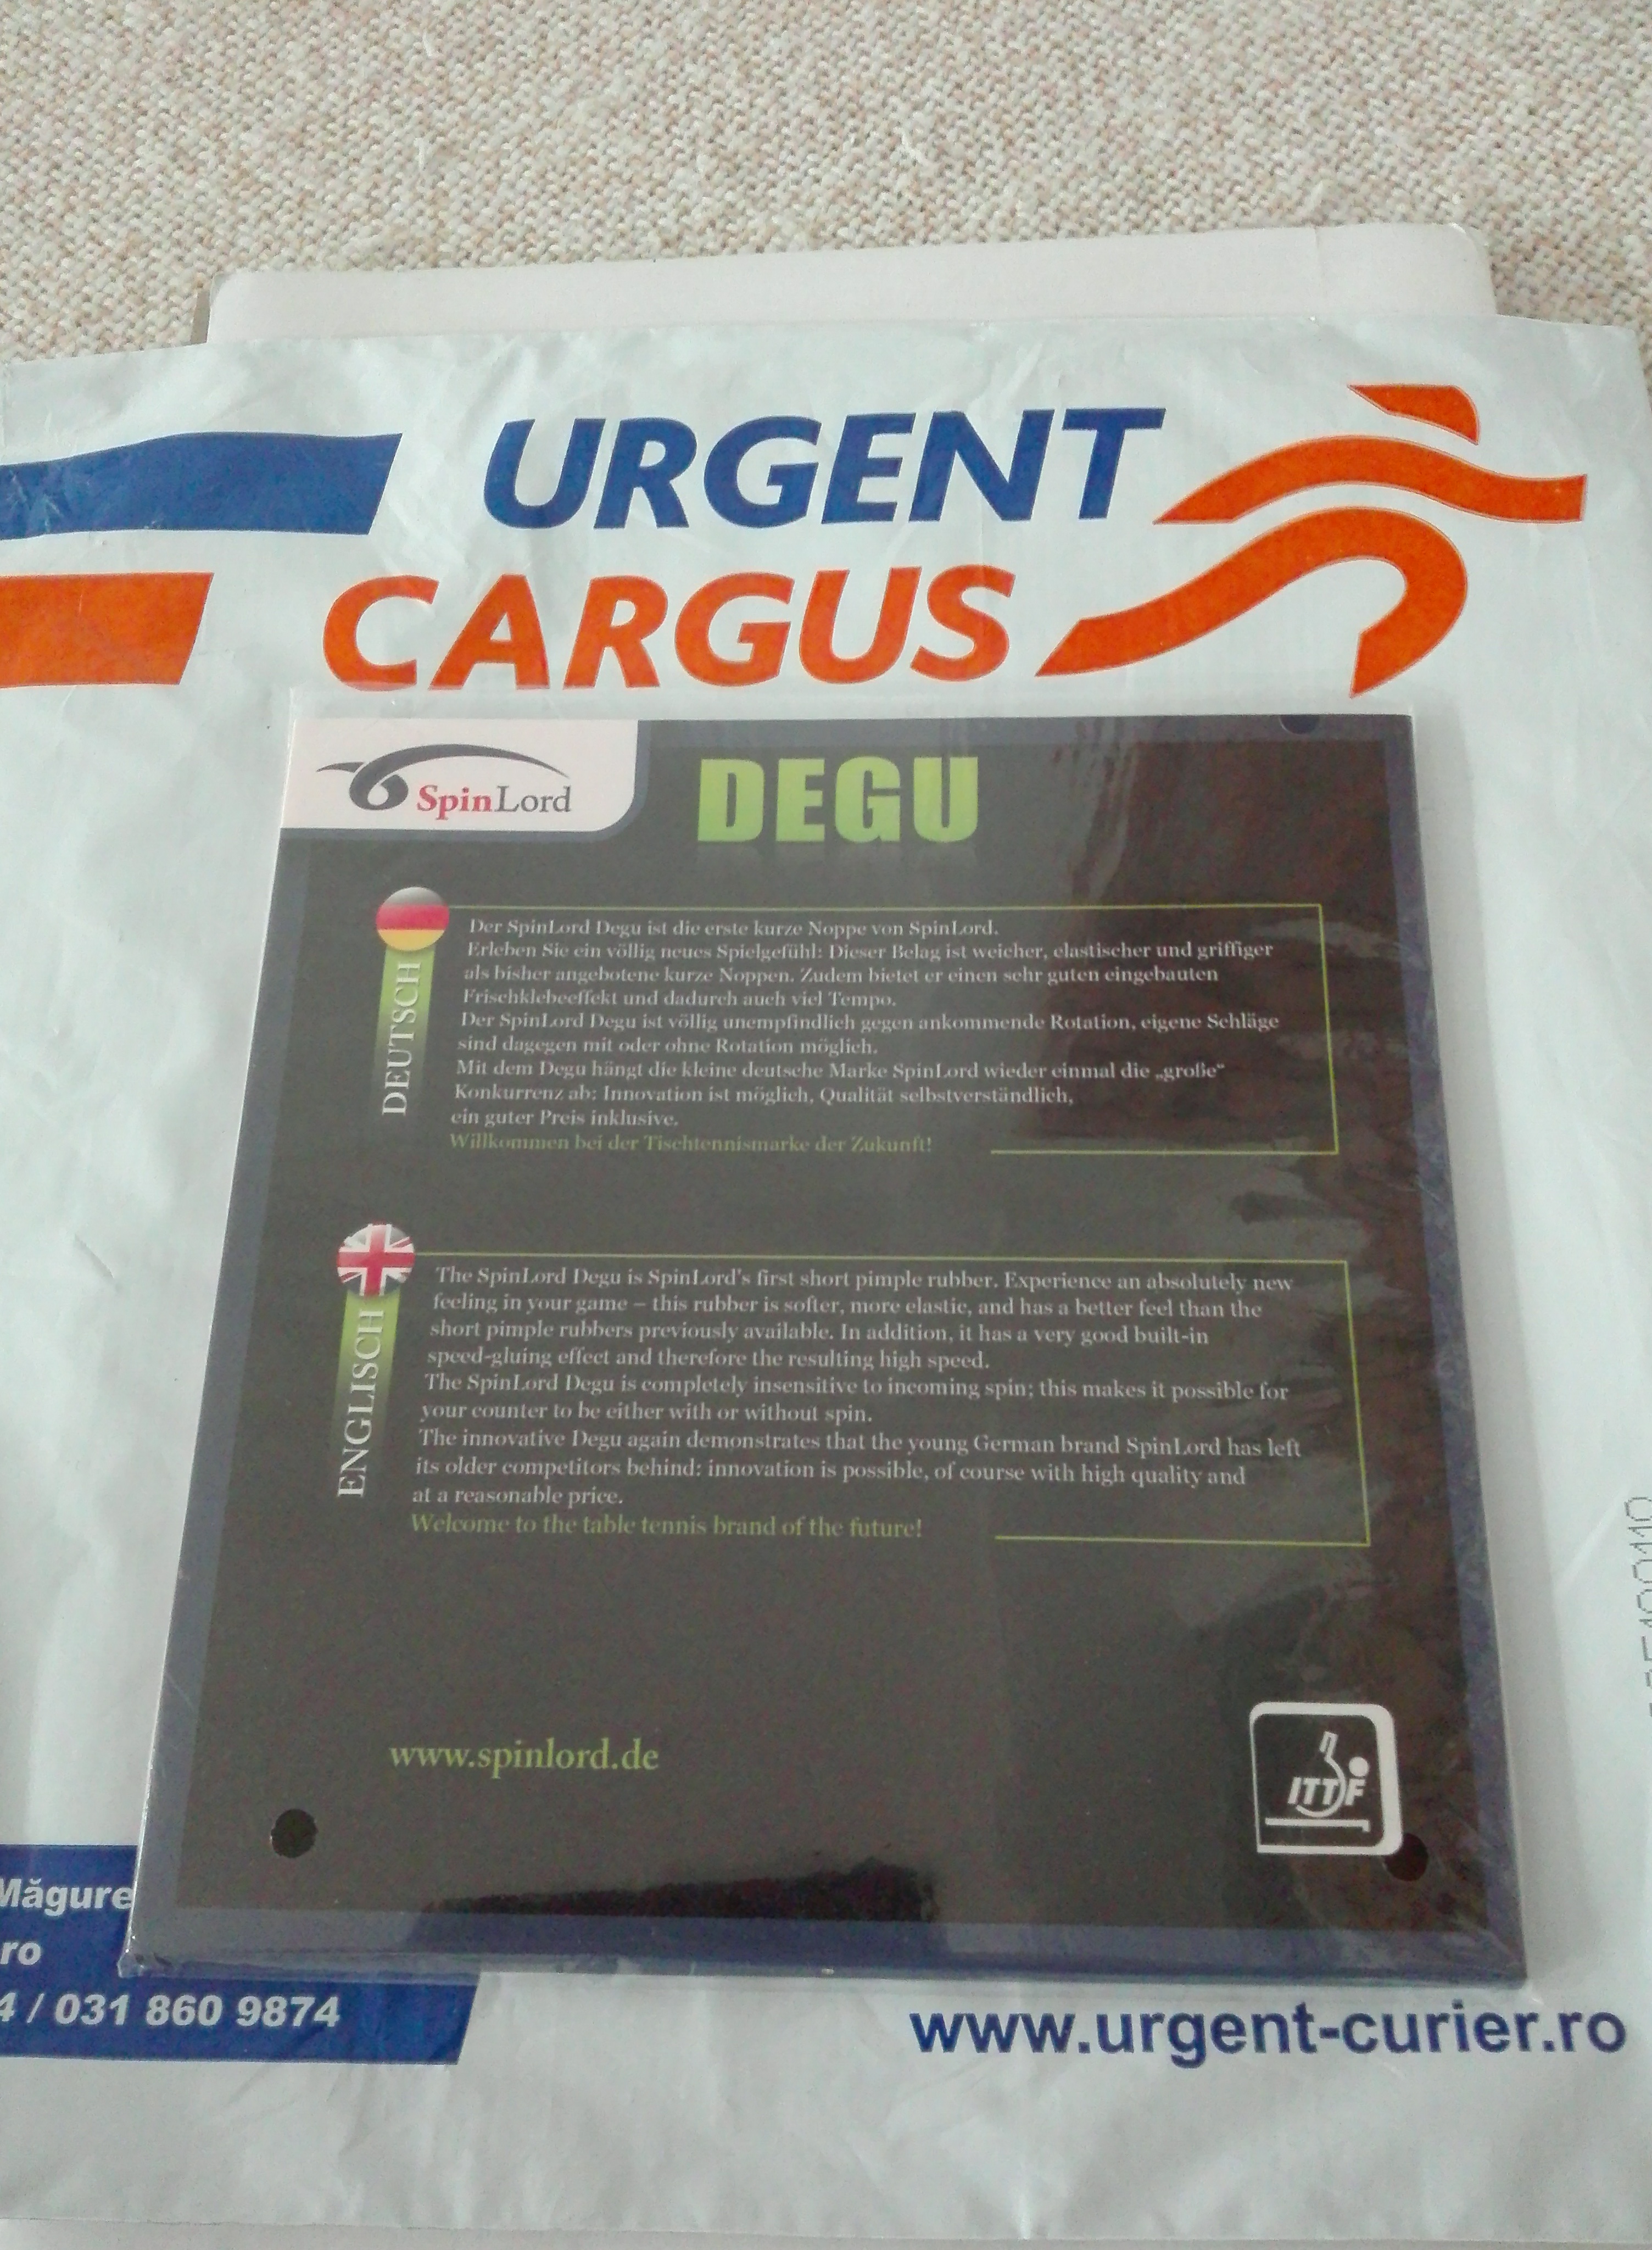 URGENT
CARGUS
SpinLord
DEGU
DEUTSCH
Der SpinLord Degu ist die erste kurze Noppe von SpinLord.
Erleben Sie ein völlig neues Spielgefühl: Dieser Belag ist weicher, elastischer und griffiger
als bisher angebotene kurze Noppen. Zudem bietet er einen sehr guten eingebauten
Frischklebeeffekt und dadurch auch viel Tempo.
Der SpinLord Degu ist völlig unempfindlich gegen ankommende Rotation, eigene Schläge
sind dagegen mit oder ohne Rotation möglich.
Mit dem Degu hängt die kleine deutsche Marke SpinLord wieder einmal die „große“
Konkurrenz ab: Innovation ist möglich, Qualität selbstverständlich,
ein guter Preis inklusive.
Willkommen bei der Tischtennismarke der Zukunft!
ENGLISCH
The SpinLord Degu is SpinLord's first short pimple rubber. Experience an absolutely new
feeling in your game – this rubber is softer, more elastic, and has a better feel than the
short pimple rubbers previously available. In addition, it has a very good built-in
speed-gluing effect and therefore the resulting high speed.
The SpinLord Degu is completely insensitive to incoming spin; this makes it possible for
your counter to be either with or without spin.
The innovative Degu again demonstrates that the young German brand SpinLord has left
its older competitors behind: innovation is possible, of course with high quality and
at a reasonable price.
Welcome to the table tennis brand of the future!
www.spinlord.de
ITTF
Măgure
ro
4 / 031 860 9874
www.urgent-curier.ro